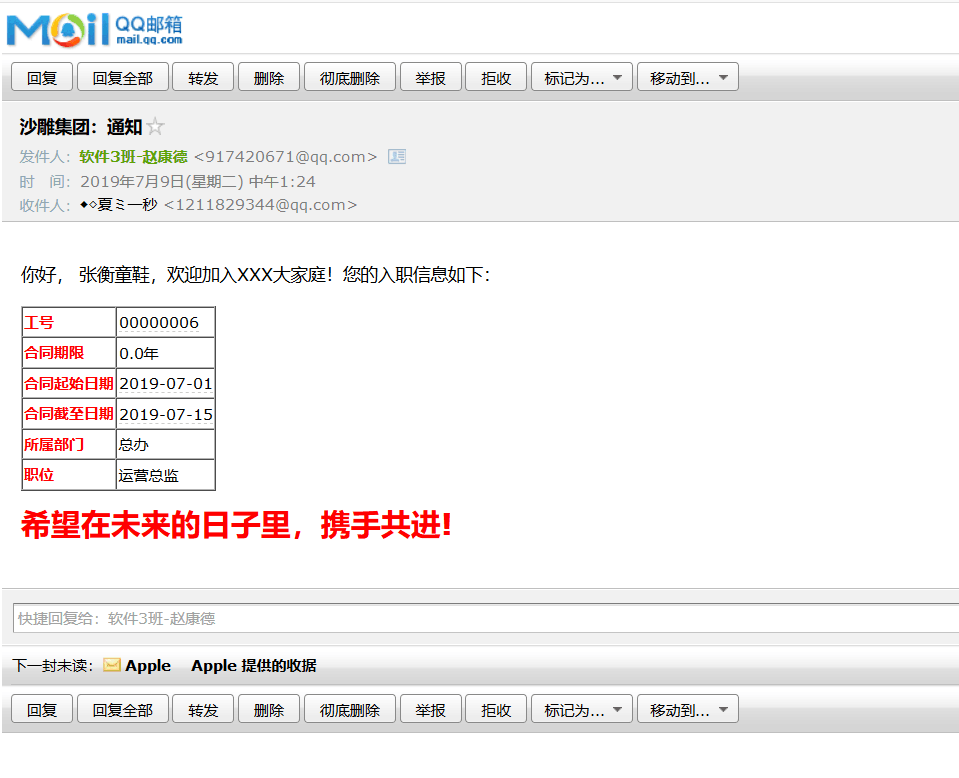 Mail QQ邮箱
mail.qq.com
回复 回复全部 转发 删除 彻底删除 举报 拒收 标记为... 移动到...
沙雕集团：通知
发件人：软件3班-赵康德 <917420671@qq.com>
时 间：2019年7月9日(星期二) 中午1:24
收件人：◆◇夏ミ一秒 <1211829344@qq.com>
你好， 张衡童鞋，欢迎加入XXX大家庭！您的入职信息如下：
工号 00000006
合同期限 0.0年
合同起始日期 2019-07-01
合同截至日期 2019-07-15
所属部门 总办
职位 运营总监
希望在未来的日子里，携手共进!
快捷回复给：软件3班-赵康德
下一封未读： Apple Apple 提供的收据
回复 回复全部 转发 删除 彻底删除 举报 拒收 标记为... 移动到...